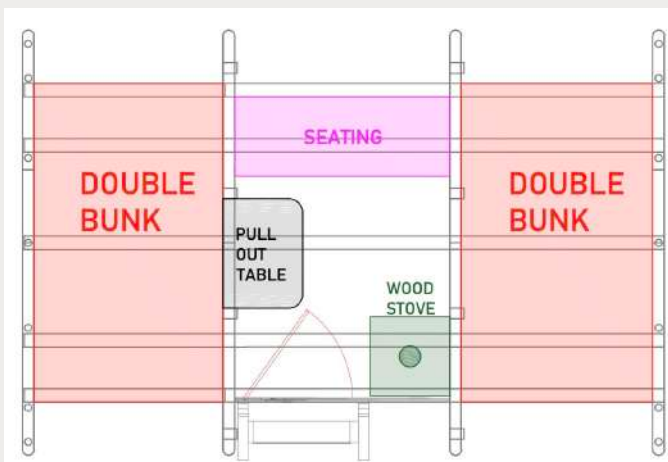 SEATING
DOUBLE
BUNK
DOUBLE
BUNK
PULL
OUT
TABLE
WOOD
STOVE